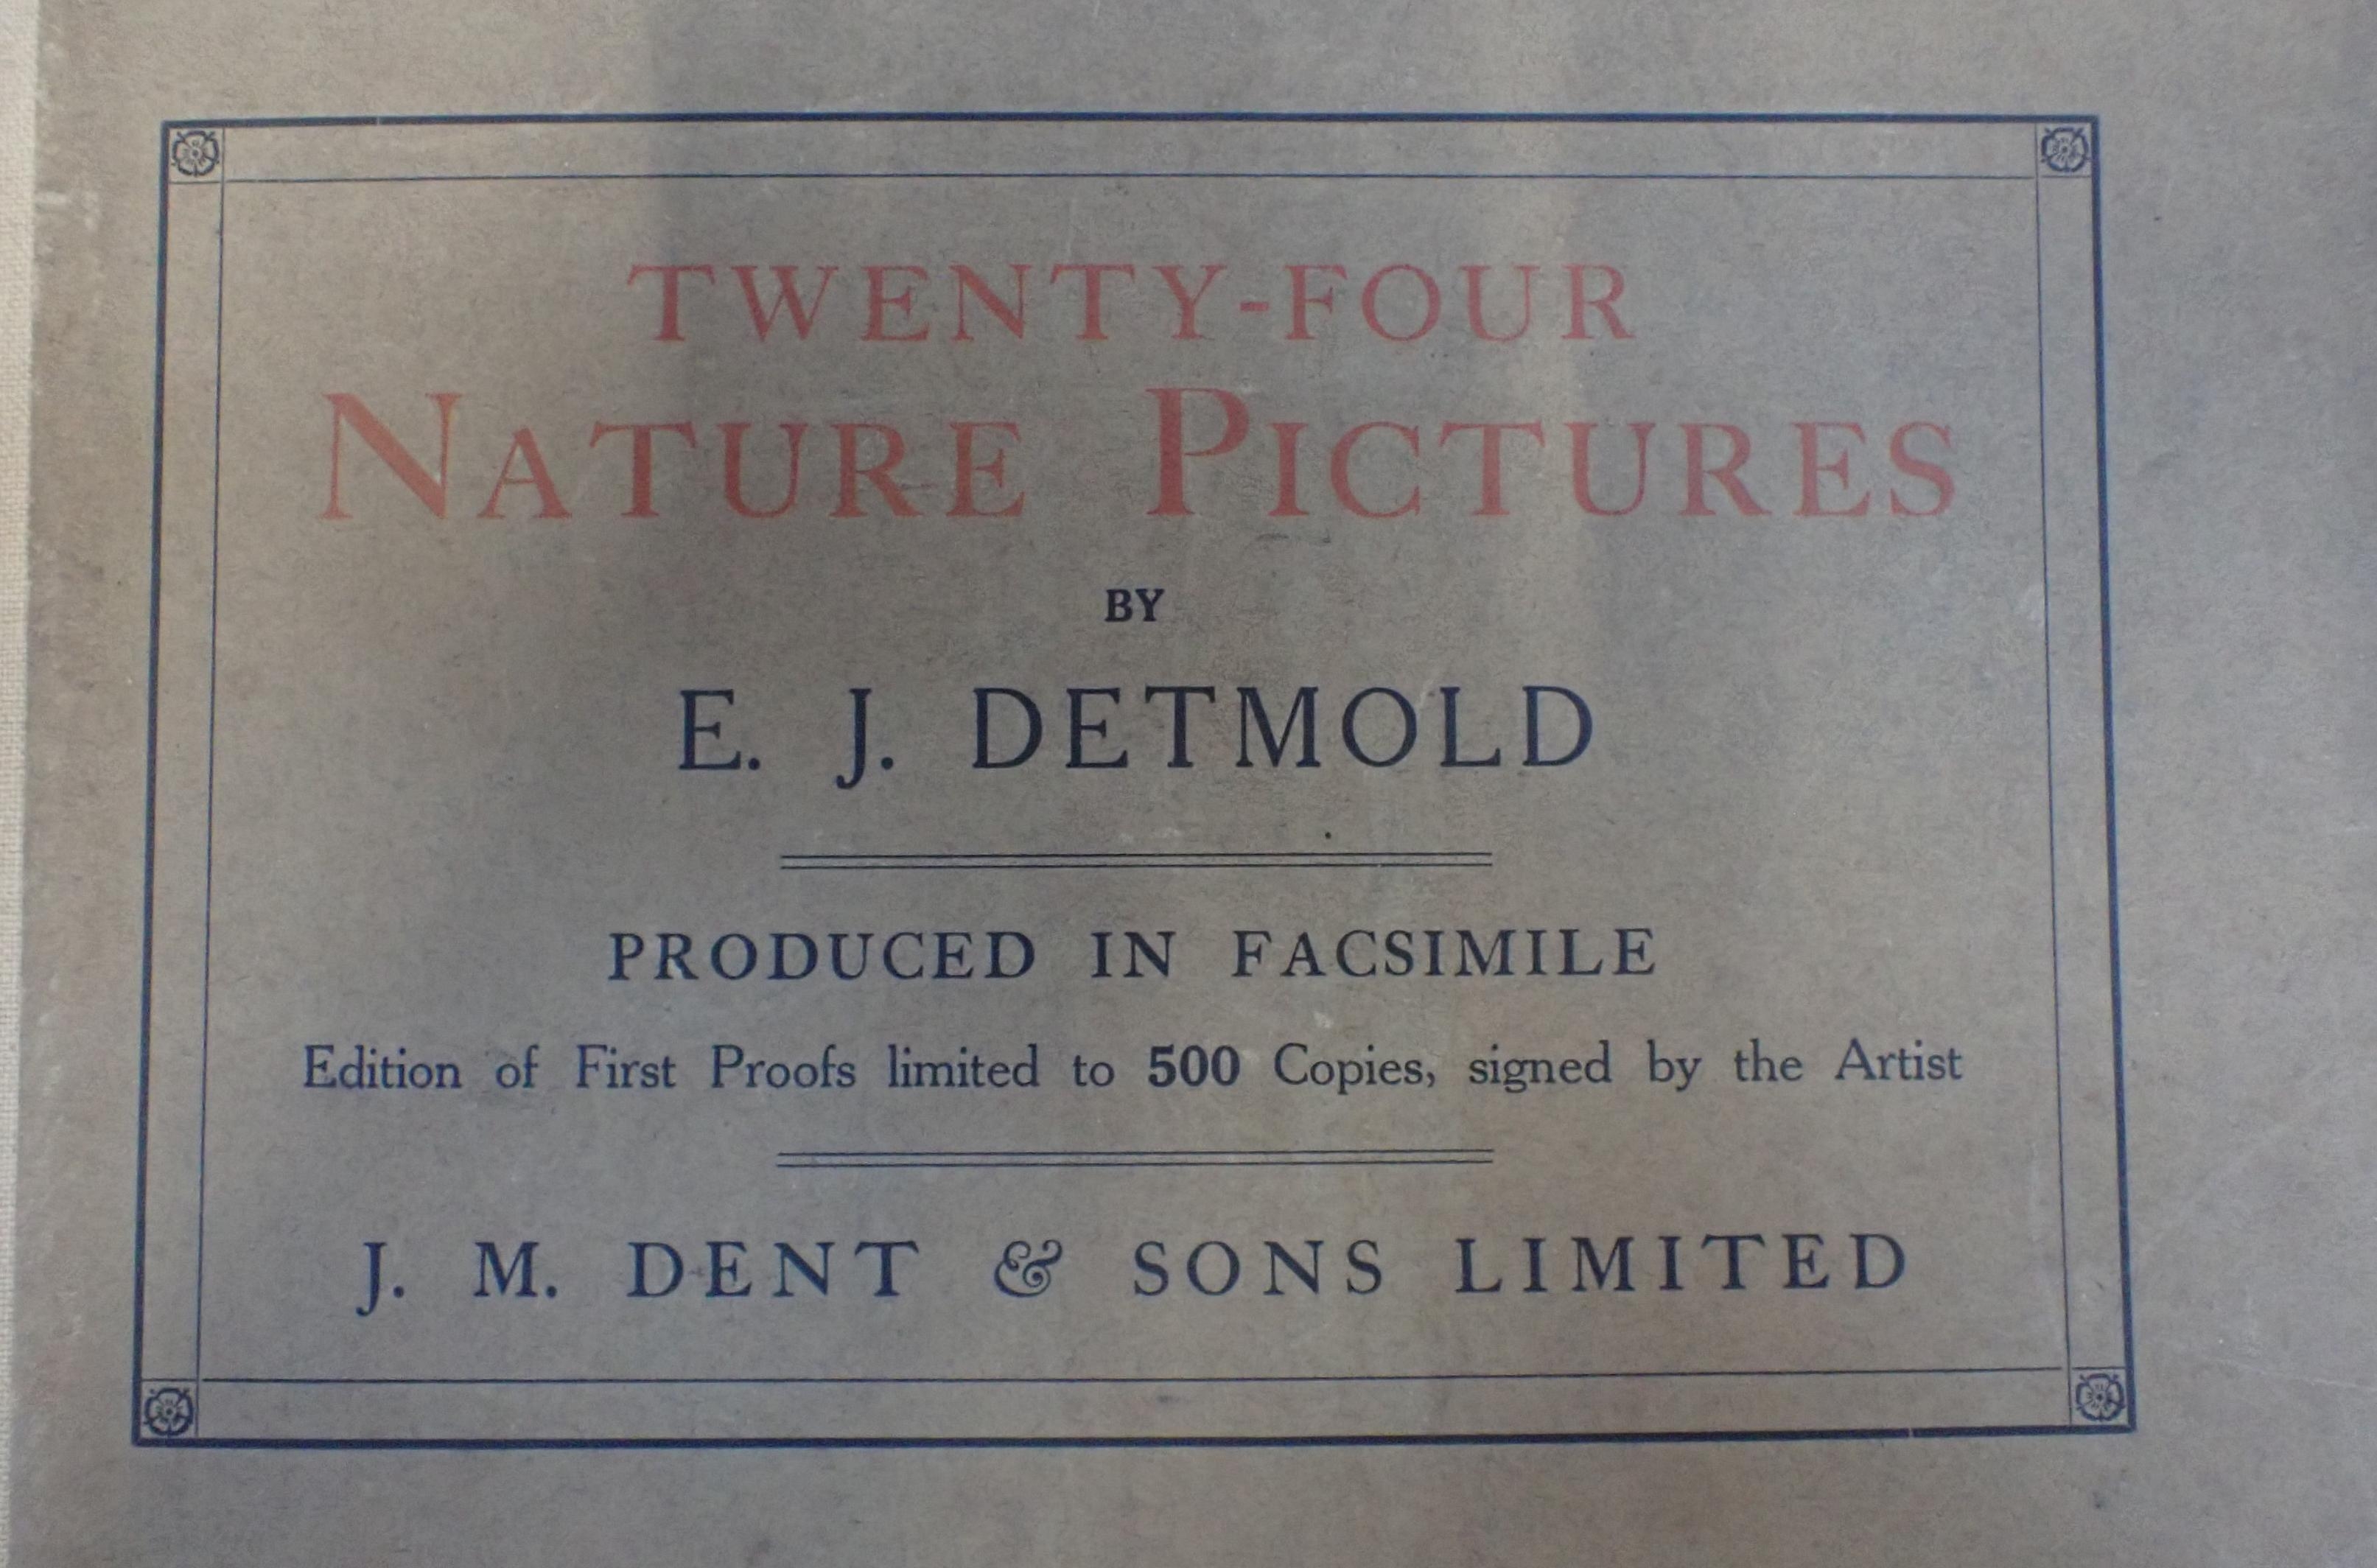 TWENTY-FOUR
NATURE PICTURES
BY
E. J. DETMOLD
PRODUCED IN FACSIMILE
Edition of First Proofs limited to 500 Copies, signed by the Artist
J. M. DENT & SONS LIMITED